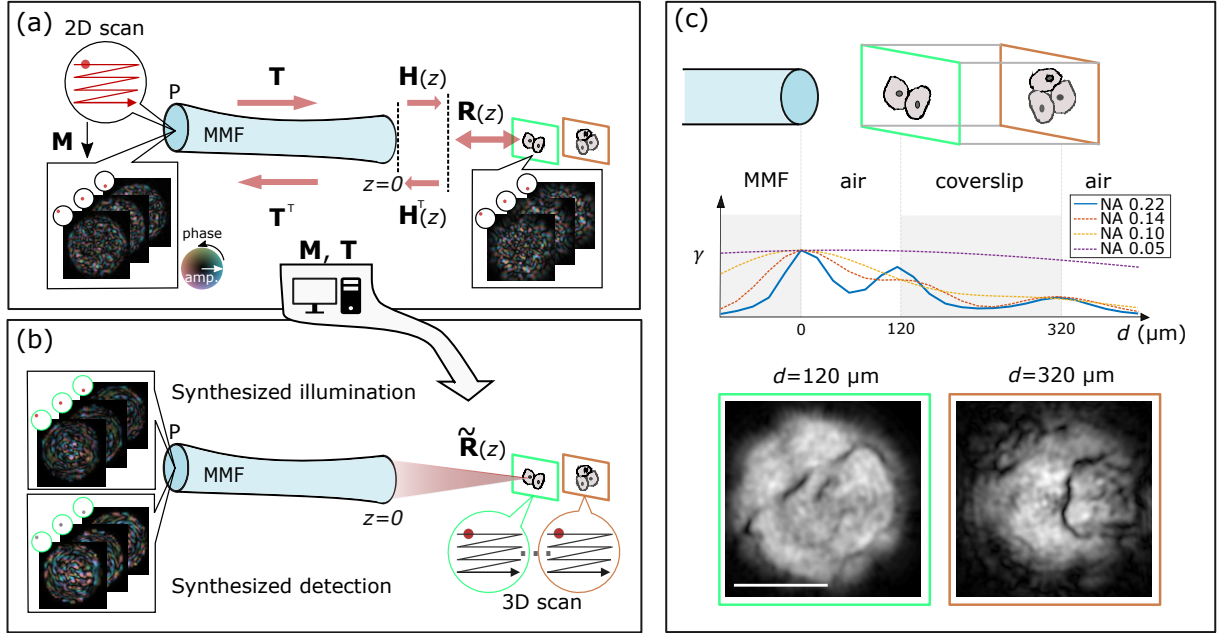 (a)
2D scan
P
T
H(z)
R(z)
MMF
M
z=0
Tᵀ
Hᵀ(z)
phase
amp.
M, T
(b)
Synthesized illumination
P
R̃(z)
MMF
z=0
Synthesized detection
3D scan
(c)
MMF
air
coverslip
air
NA 0.22
NA 0.14
NA 0.10
NA 0.05
γ
0
120
320
d (µm)
d=120 µm
d=320 µm